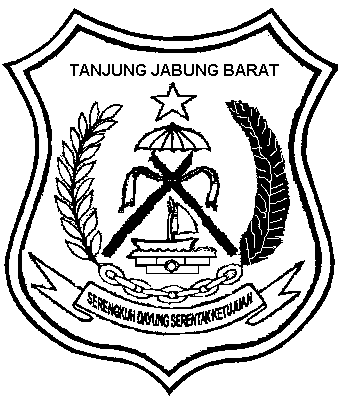 TANJUNG JABUNG BARAT
SERENGKUH DAYUNG SERENTAK KETUJUAN